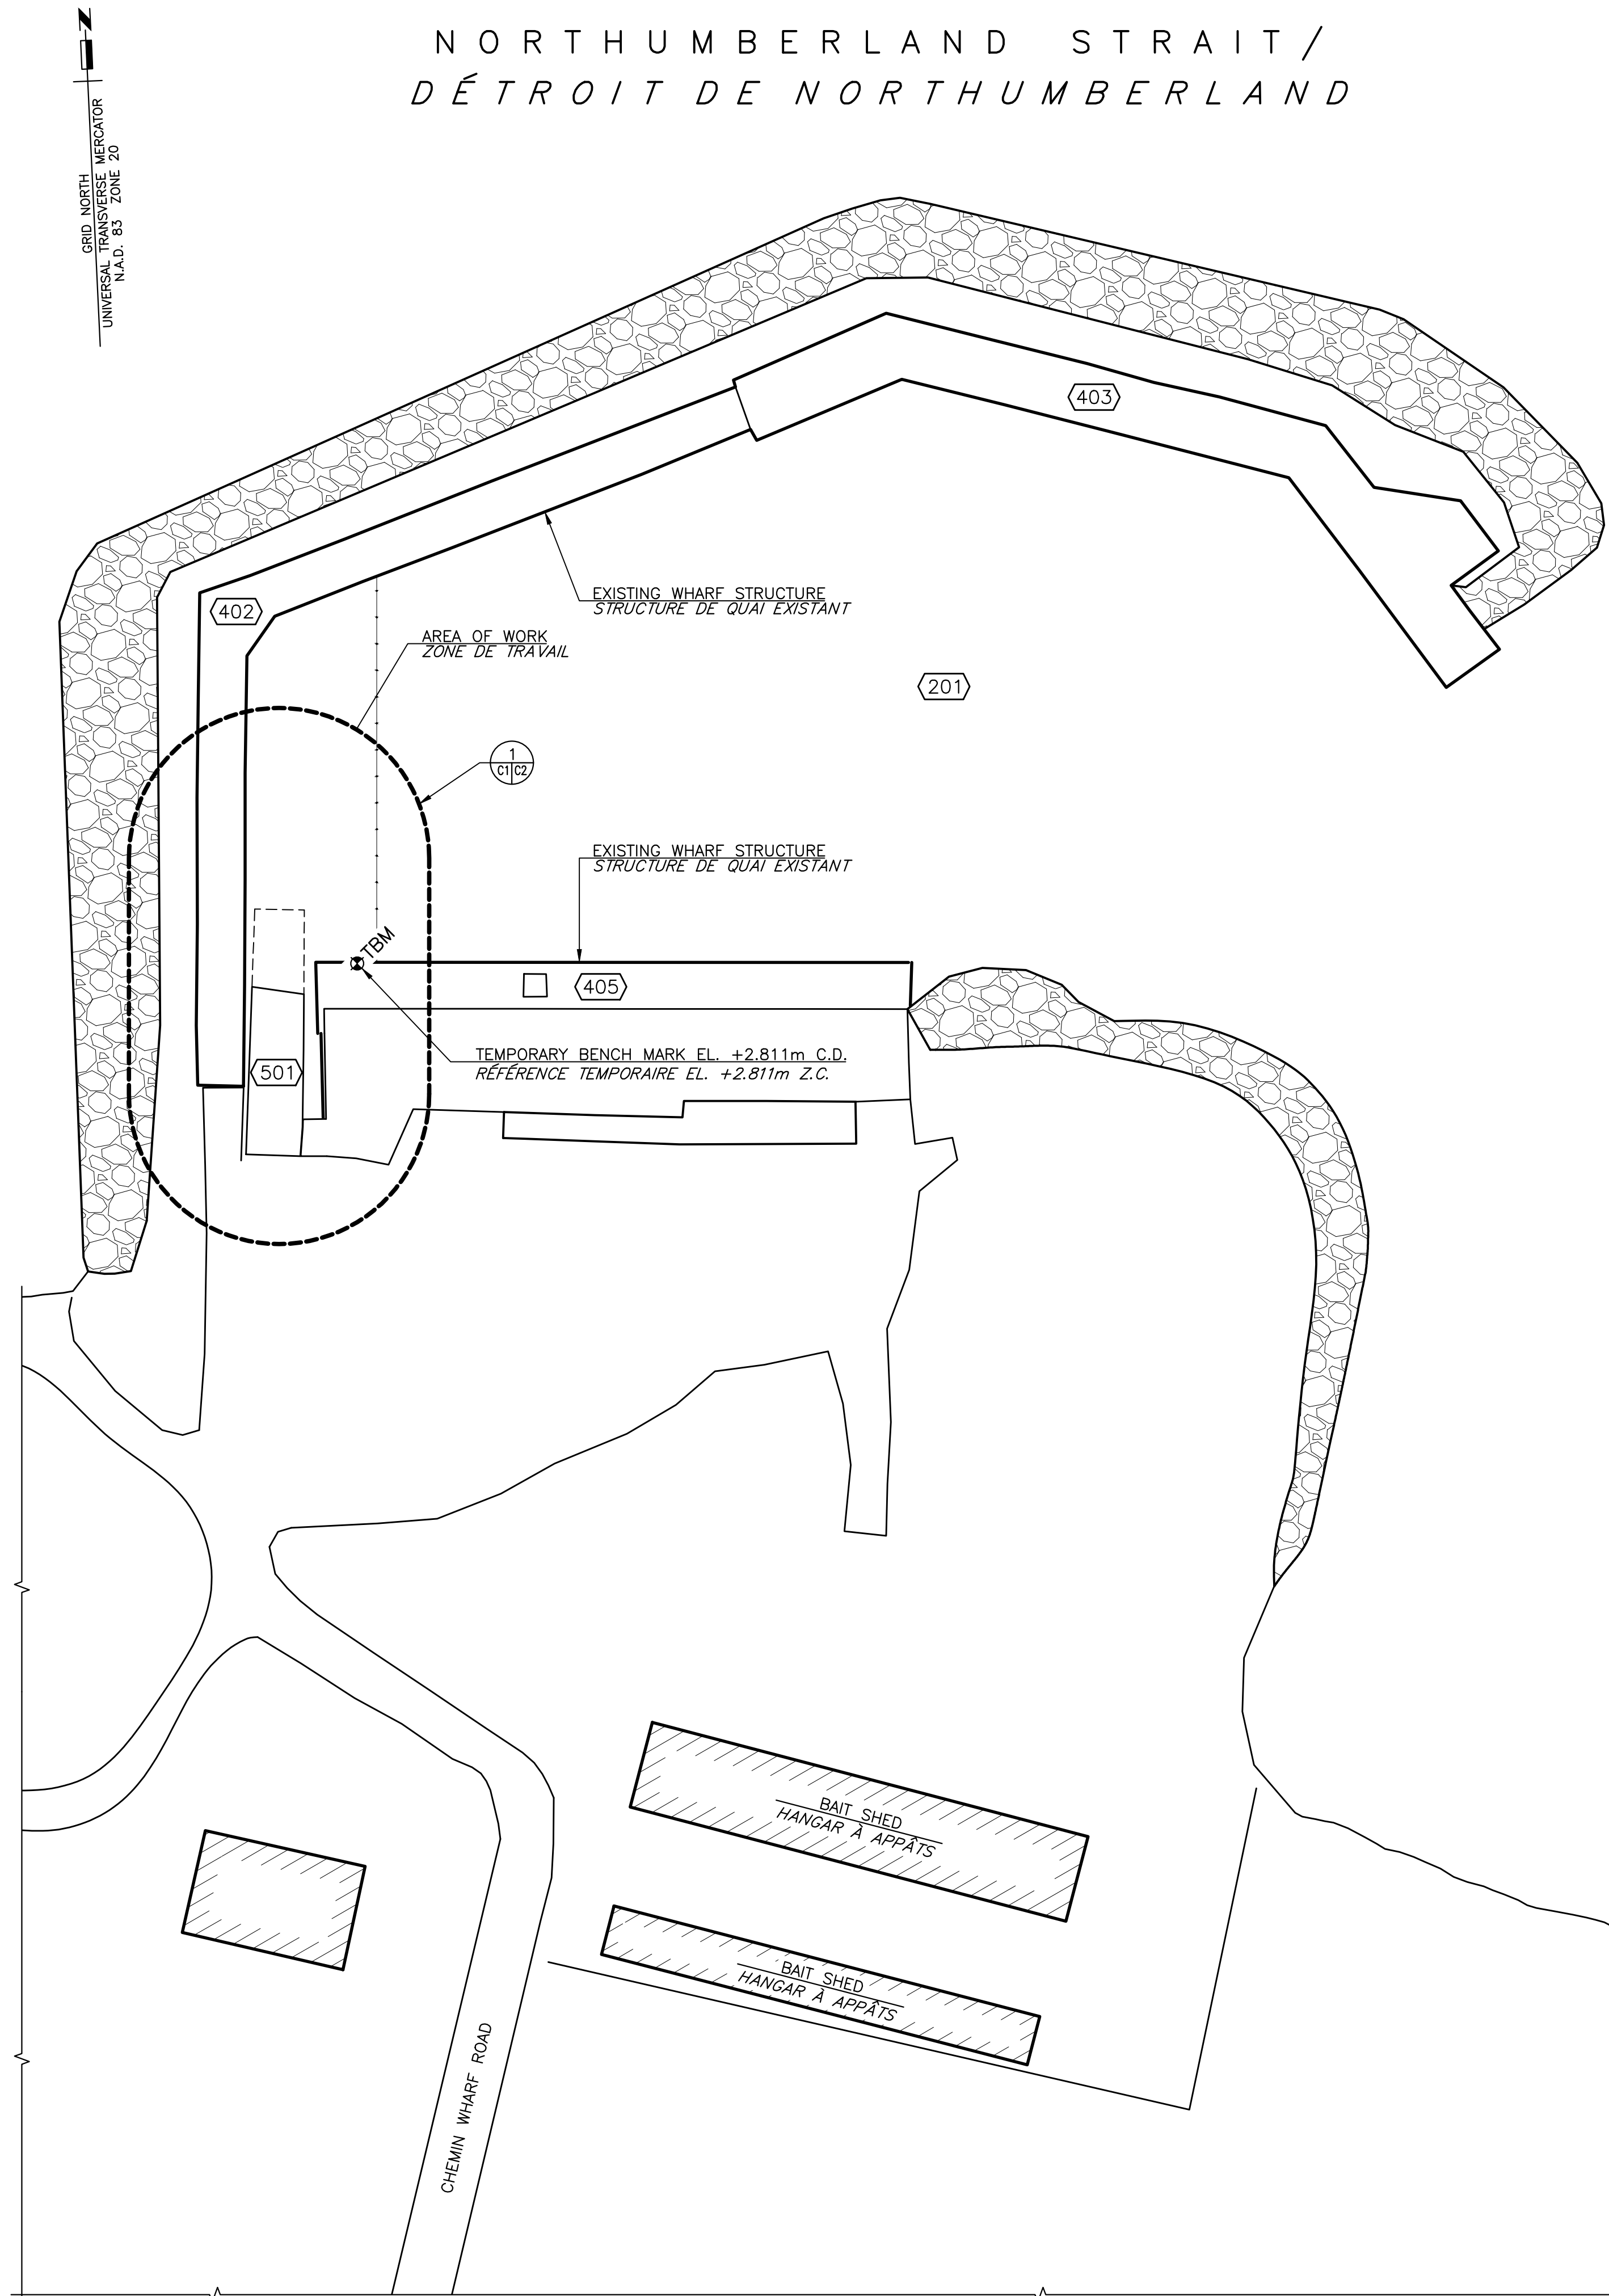 NORTHUMBERLAND STRAIT/
DÉTROIT DE NORTHUMBERLAND
N
GRID NORTH
UNIVERSAL TRANSVERSE MERCATOR
N.A.D. 83 ZONE 20
403
EXISTING WHARF STRUCTURE
STRUCTURE DE QUAI EXISTANT
402
AREA OF WORK
ZONE DE TRAVAIL
201
1
C1 C2
EXISTING WHARF STRUCTURE
STRUCTURE DE QUAI EXISTANT
TBM
405
TEMPORARY BENCH MARK EL. +2.811m C.D.
RÉFÉRENCE TEMPORAIRE EL. +2.811m Z.C.
501
BAIT SHED
HANGAR À APPÂTS
BAIT SHED
HANGAR À APPÂTS
CHEMIN WHARF ROAD